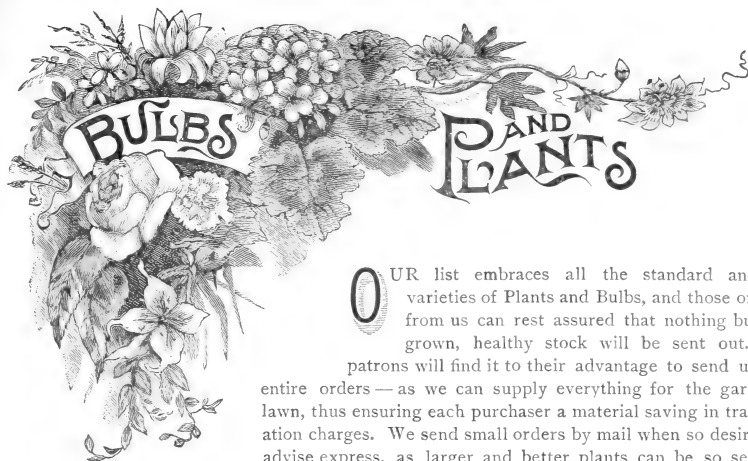 BULBS
AND
PLANTS
OUR list embraces all the standard an
varieties of Plants and Bulbs, and those o
from us can rest assured that nothing bu
grown, healthy stock will be sent out.
patrons will find it to their advantage to send u
entire orders — as we can supply everything for the gar
lawn, thus ensuring each purchaser a material saving in tra
ation charges. We send small orders by mail when so desir
advise express, as larger and better plants can be so se